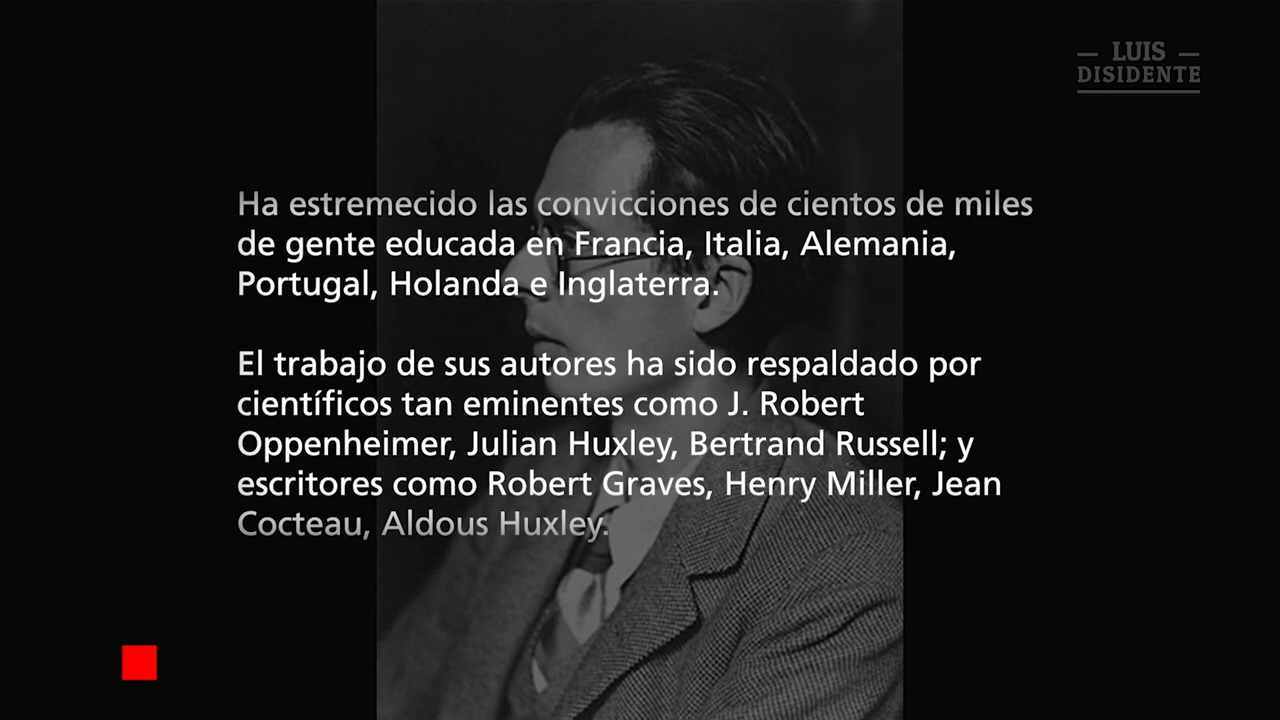 LUIS
DISIDENTE
Ha estremecido las convicciones de cientos de miles
de gente educada en Francia, Italia, Alemania,
Portugal, Holanda e Inglaterra.
El trabajo de sus autores ha sido respaldado por
científicos tan eminentes como J. Robert
Oppenheimer, Julian Huxley, Bertrand Russell; y
escritores como Robert Graves, Henry Miller, Jean
Cocteau, Aldous Huxley.